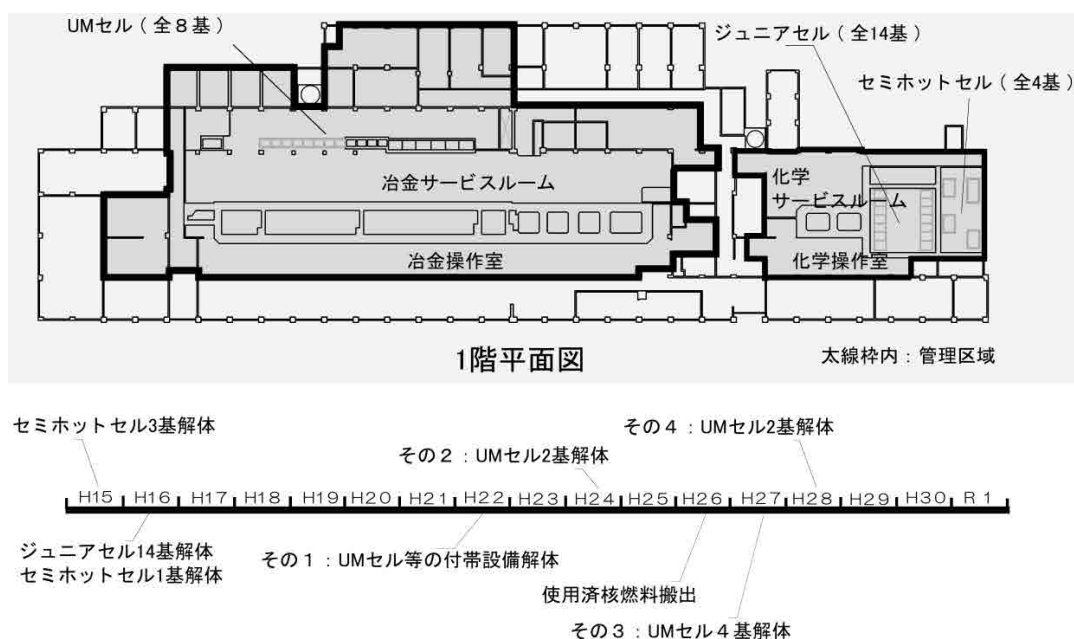 UMセル（全８基）
ジュニアセル（全14基）
セミホットセル（全4基）
冶金サービスルーム
化学
サービスルーム
冶金操作室
化学操作室
1階平面図
太線枠内：管理区域
セミホットセル3基解体
その４：UMセル2基解体
その２：UMセル2基解体
H15 H16 H17 H18 H19 H20 H21 H22 H23 H24 H25 H26 H27 H28 H29 H30 R1
ジュニアセル14基解体
セミホットセル1基解体
その１：UMセル等の付帯設備解体
使用済核燃料搬出
その３：UMセル４基解体